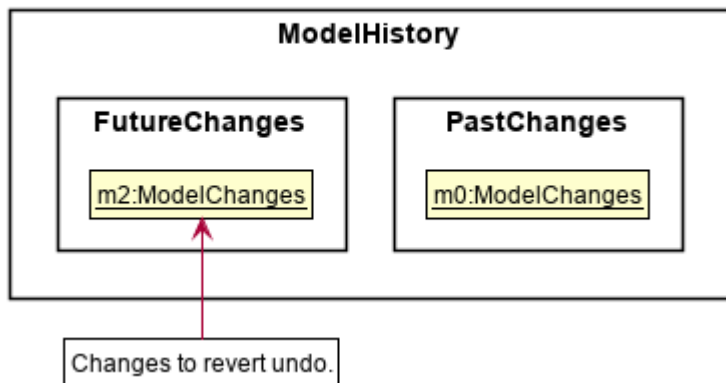 ModelHistory
FutureChanges
m2:ModelChanges
PastChanges
m0:ModelChanges
Changes to revert undo.